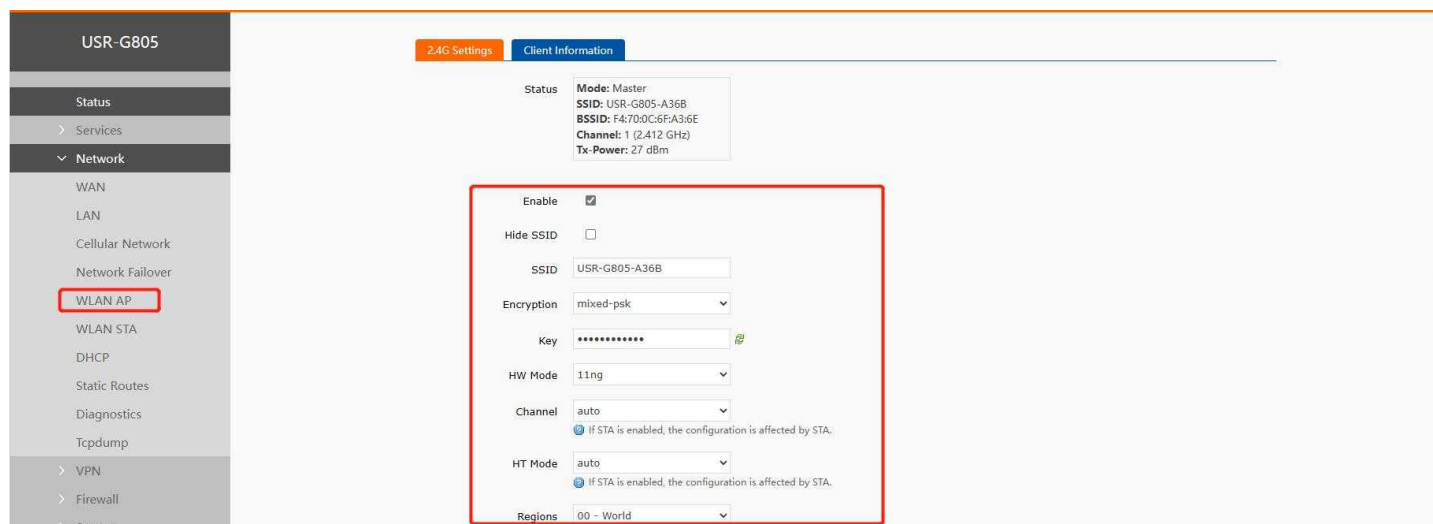 USR-G805
Status
Services
Network
WAN
LAN
Cellular Network
Network Failover
WLAN AP
WLAN STA
DHCP
Static Routes
Diagnostics
Tcpdump
VPN
Firewall
2.4G Settings
Client Information
Status
Mode: Master
SSID: USR-G805-A36B
BSSID: F4:70:0C:6F:A3:6E
Channel: 1 (2.412 GHz)
Tx-Power: 27 dBm
Enable
Hide SSID
SSID USR-G805-A36B
Encryption mixed-psk
Key ••••••••••••
HW Mode 11ng
Channel auto
If STA is enabled, the configuration is affected by STA.
HT Mode auto
If STA is enabled, the configuration is affected by STA.
Regions 00 - World